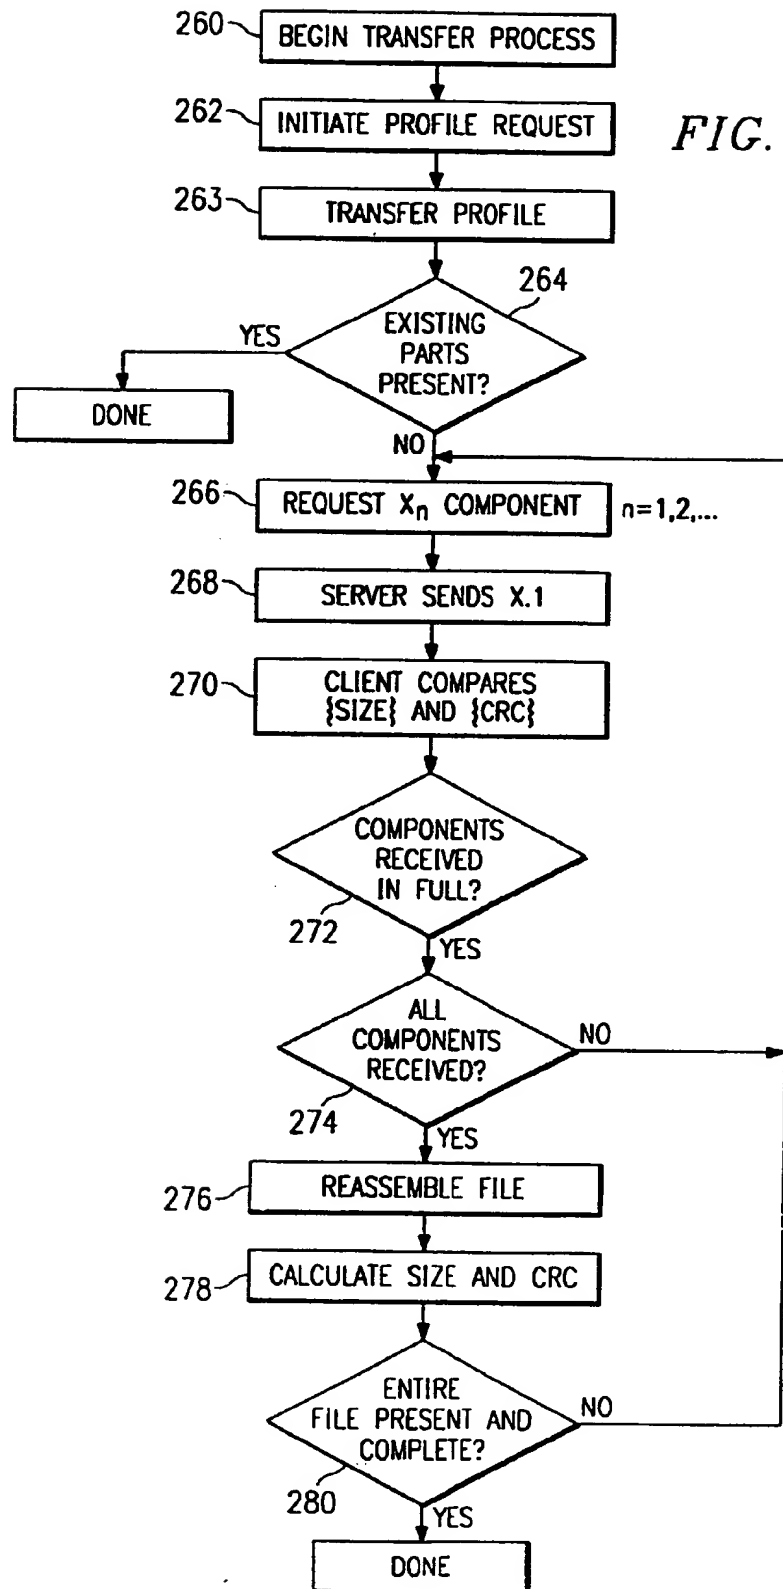 260
BEGIN TRANSFER PROCESS
262
INITIATE PROFILE REQUEST
FIG.
263
TRANSFER PROFILE
264
EXISTING
PARTS
PRESENT?
YES
DONE
NO
266
REQUEST Xn COMPONENT
n=1,2,...
268
SERVER SENDS X.1
270
CLIENT COMPARES
{SIZE} AND {CRC}
COMPONENTS
RECEIVED
IN FULL?
272
YES
ALL
COMPONENTS
RECEIVED?
NO
274
YES
276
REASSEMBLE FILE
278
CALCULATE SIZE AND CRC
ENTIRE
FILE PRESENT AND
COMPLETE?
NO
280
YES
DONE